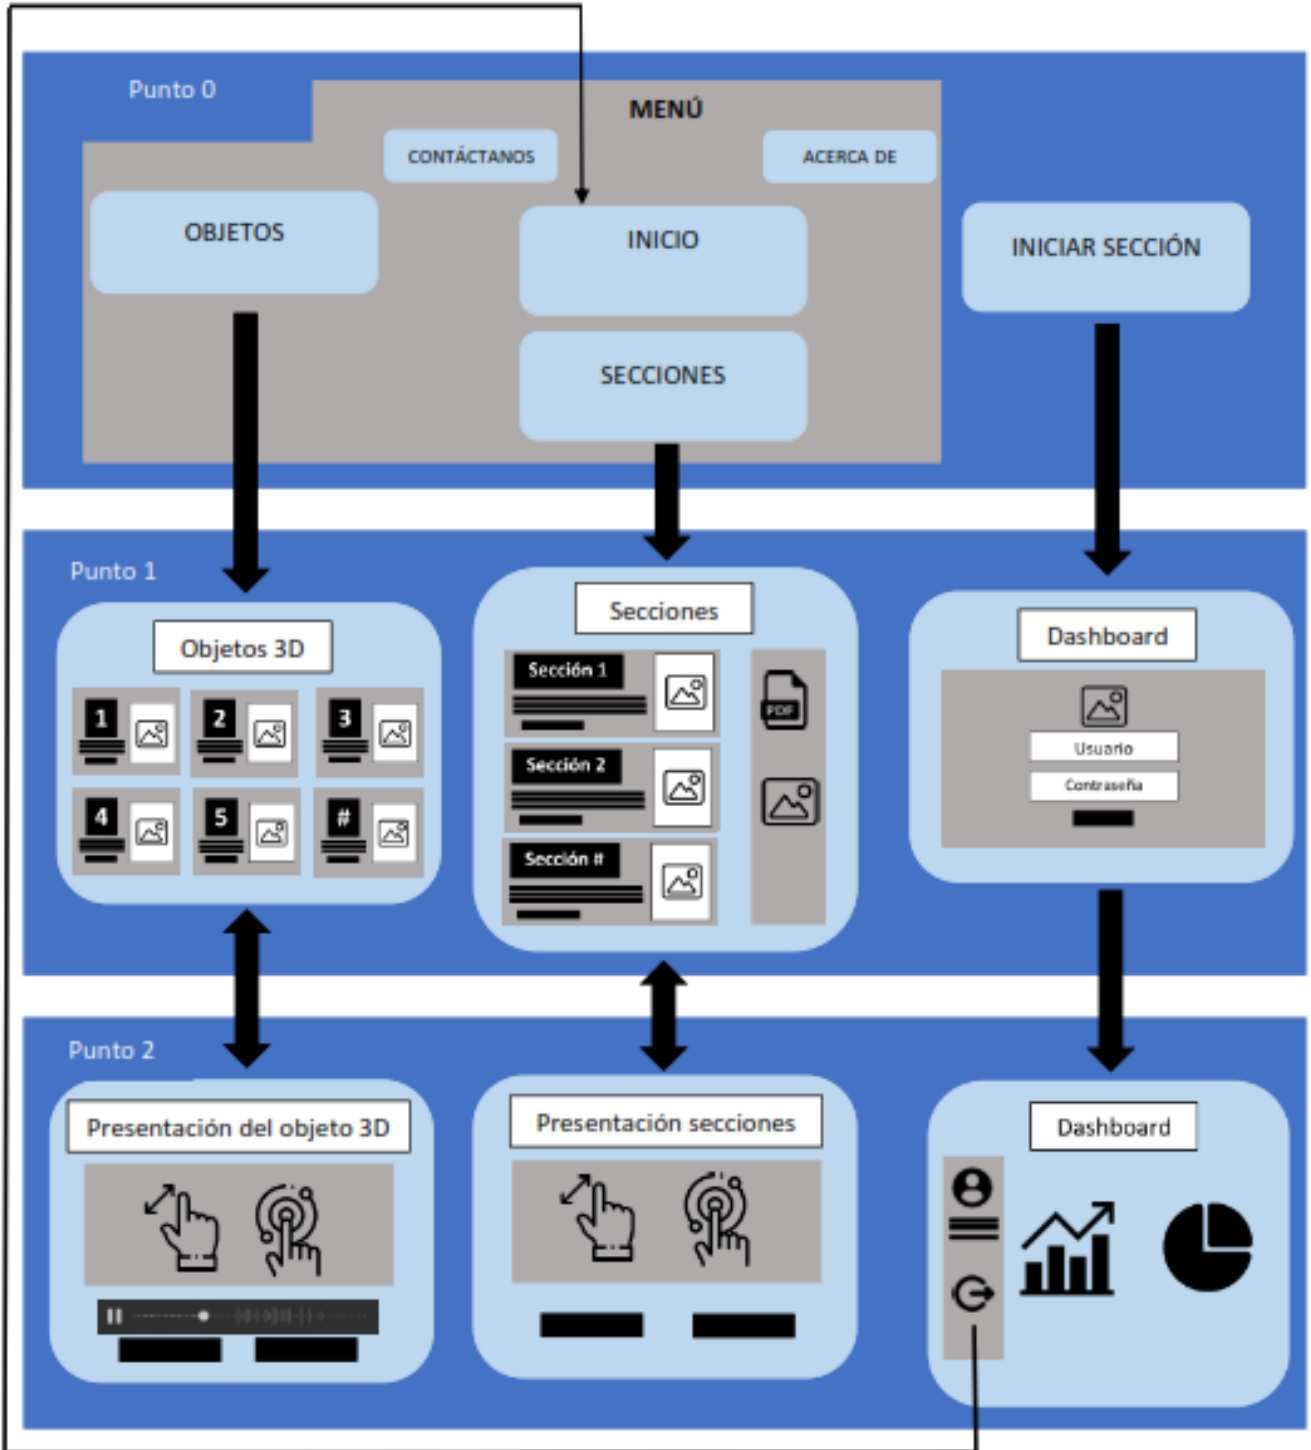 Punto 0
MENÚ
CONTÁCTANOS
ACERCA DE
OBJETOS
INICIO
INICIAR SECCIÓN
SECCIONES
Punto 1
Objetos 3D
1
2
3
4
5
#
Secciones
Sección 1
PDF
Sección 2
Sección #
Dashboard
Usuario
Contraseña
Punto 2
Presentación del objeto 3D
Presentación secciones
Dashboard